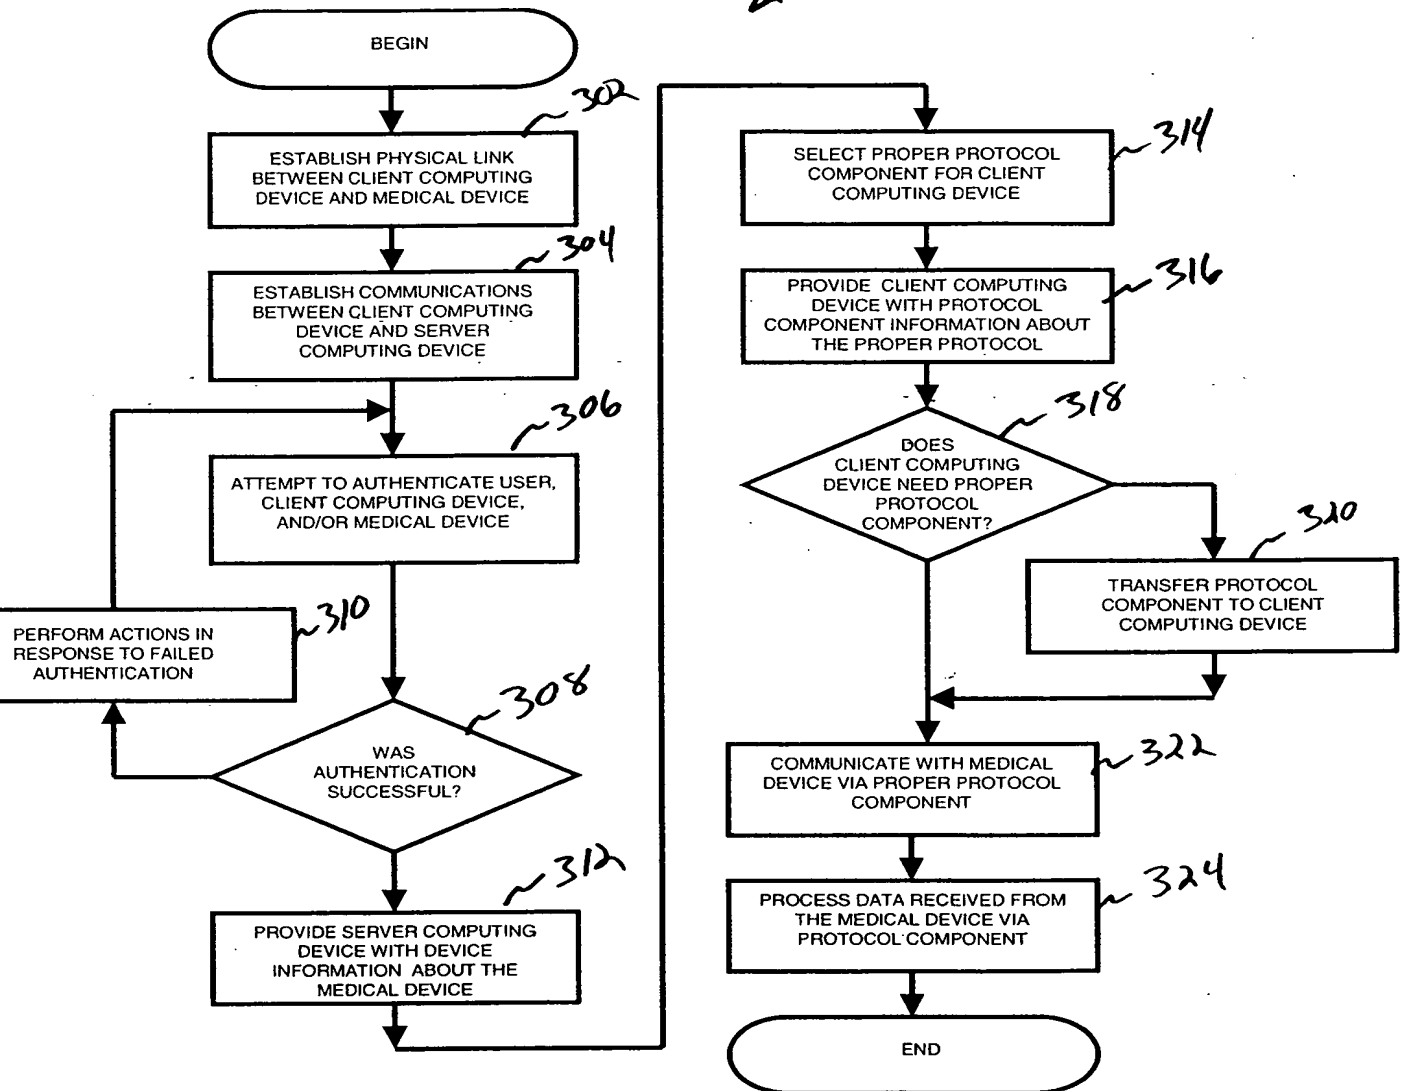 BEGIN
302
ESTABLISH PHYSICAL LINK
BETWEEN CLIENT COMPUTING
DEVICE AND MEDICAL DEVICE
304
ESTABLISH COMMUNICATIONS
BETWEEN CLIENT COMPUTING
DEVICE AND SERVER
COMPUTING DEVICE
306
ATTEMPT TO AUTHENTICATE USER,
CLIENT COMPUTING DEVICE,
AND/OR MEDICAL DEVICE
310
PERFORM ACTIONS IN
RESPONSE TO FAILED
AUTHENTICATION
308
WAS
AUTHENTICATION
SUCCESSFUL?
312
PROVIDE SERVER COMPUTING
DEVICE WITH DEVICE
INFORMATION ABOUT THE
MEDICAL DEVICE
314
SELECT PROPER PROTOCOL
COMPONENT FOR CLIENT
COMPUTING DEVICE
316
PROVIDE CLIENT COMPUTING
DEVICE WITH PROTOCOL
COMPONENT INFORMATION ABOUT
THE PROPER PROTOCOL
318
DOES
CLIENT COMPUTING
DEVICE NEED PROPER
PROTOCOL
COMPONENT?
320
TRANSFER PROTOCOL
COMPONENT TO CLIENT
COMPUTING DEVICE
322
COMMUNICATE WITH MEDICAL
DEVICE VIA PROPER PROTOCOL
COMPONENT
324
PROCESS DATA RECEIVED FROM
THE MEDICAL DEVICE VIA
PROTOCOL COMPONENT
END